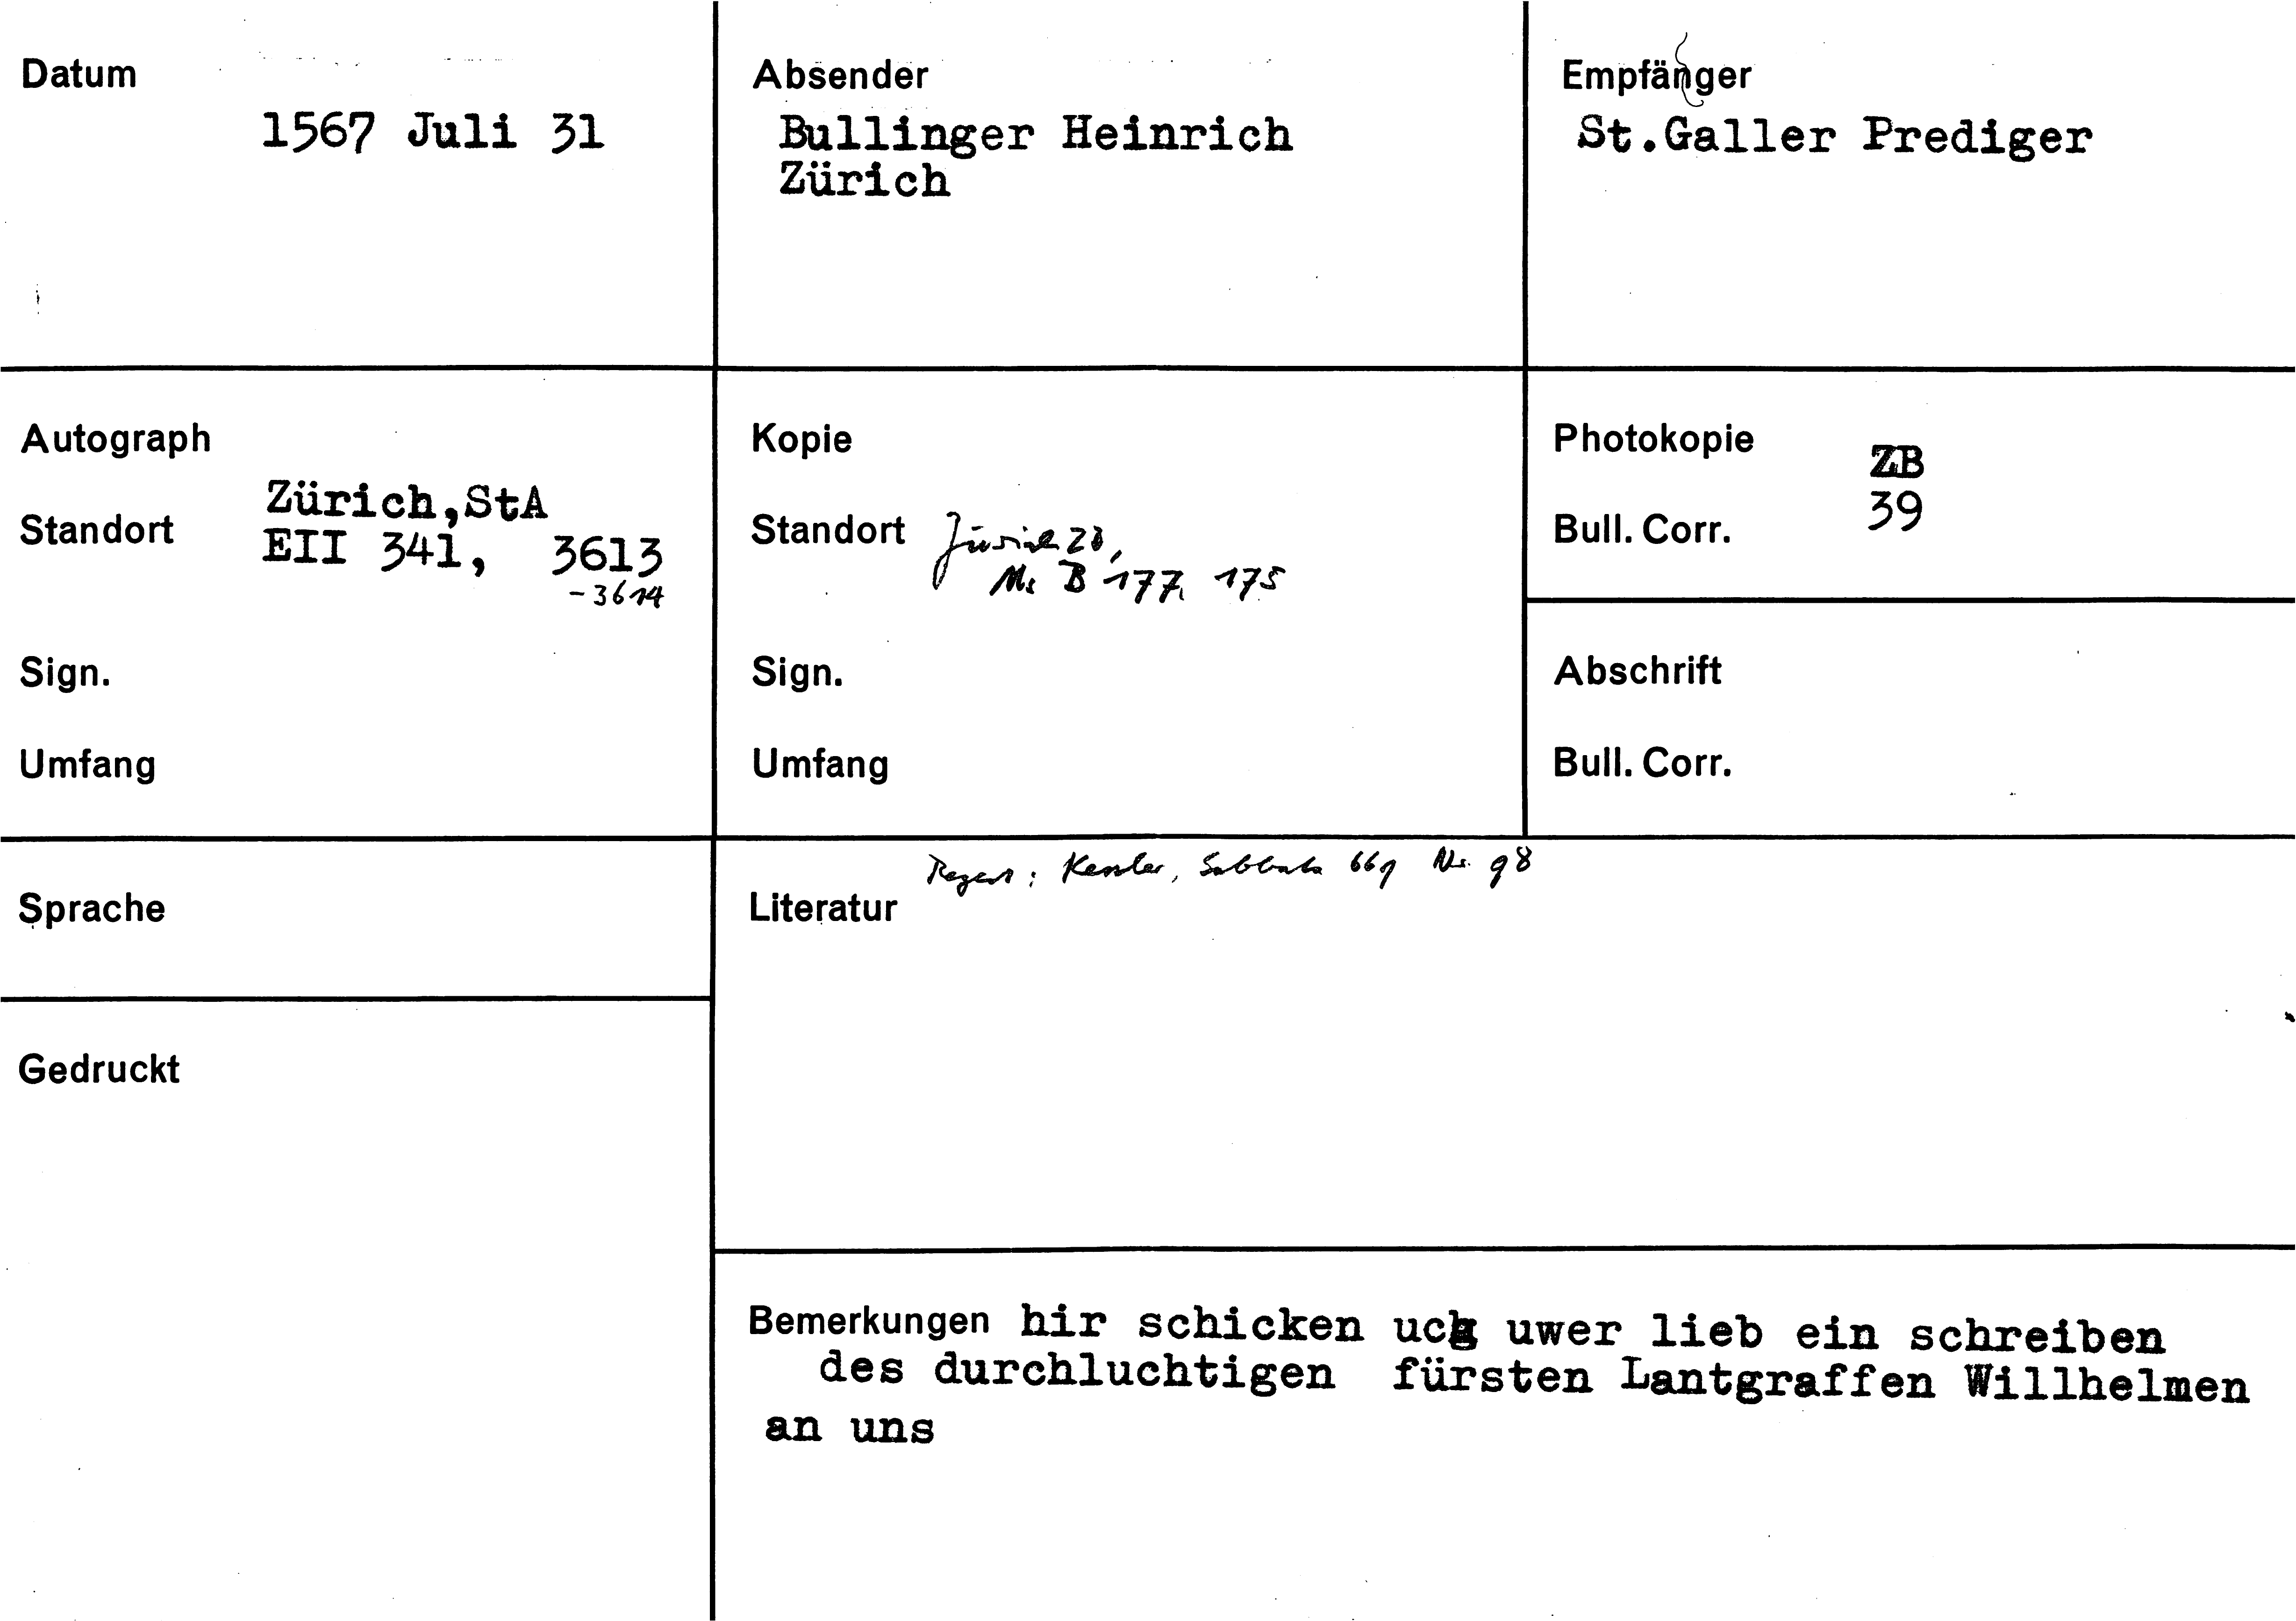 Datum
1567 Juli 31
Absender
Bullinger Heinrich
Zürich
Empfänger
St.Galler Prediger
Autograph
Standort
Zürich,StA
EII 341, 3613
-3614
Sign.
Umfang
Kopie
Standort
Zürich ZB,
Ms B 177, 175
Sign.
Umfang
Photokopie
ZB
Bull. Corr.
39
Abschrift
Bull. Corr.
Sprache
Regest: Kessler, Sabbata 669 Nr. 98
Literatur
Gedruckt
Bemerkungen hir schicken uch uwer lieb ein schreiben
des durchluchtigen fürsten Lantgraffen Willhelmen
an uns